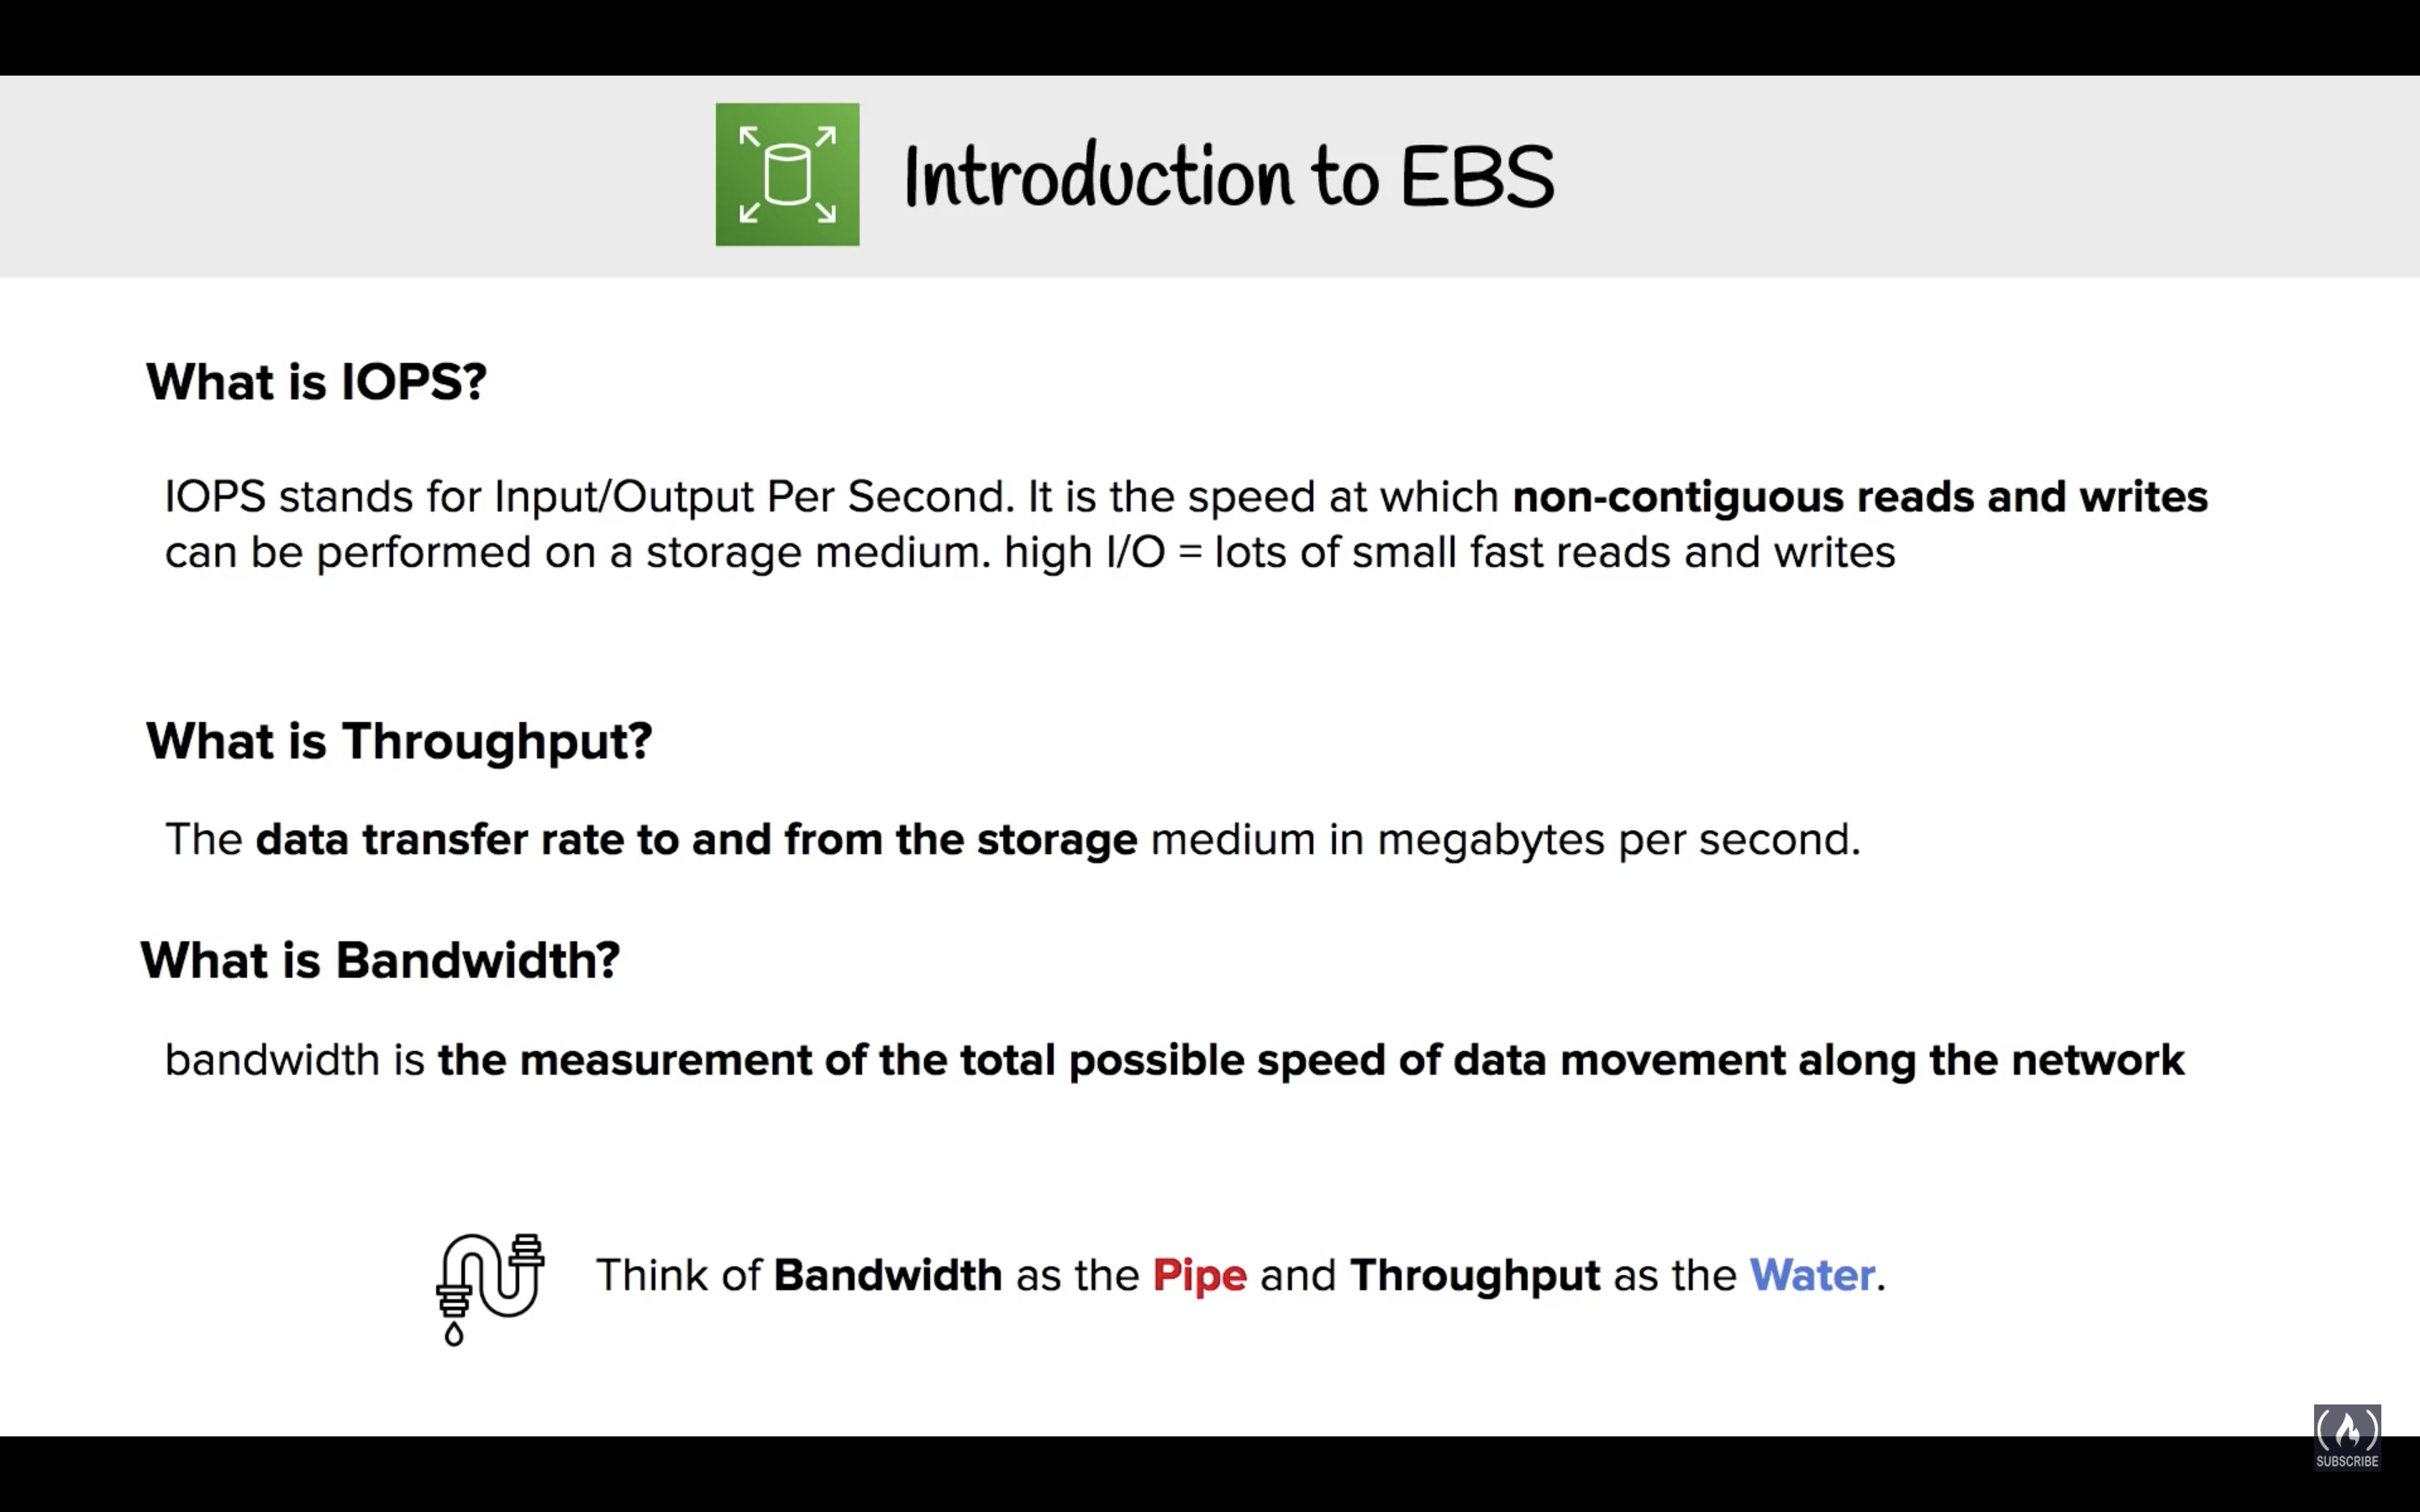 Introduction to EBS
What is IOPS?
IOPS stands for Input/Output Per Second. It is the speed at which non-contiguous reads and writes
can be performed on a storage medium. high I/O = lots of small fast reads and writes
What is Throughput?
The data transfer rate to and from the storage medium in megabytes per second.
What is Bandwidth?
bandwidth is the measurement of the total possible speed of data movement along the network
Think of Bandwidth as the Pipe and Throughput as the Water.
SUBSCRIBE